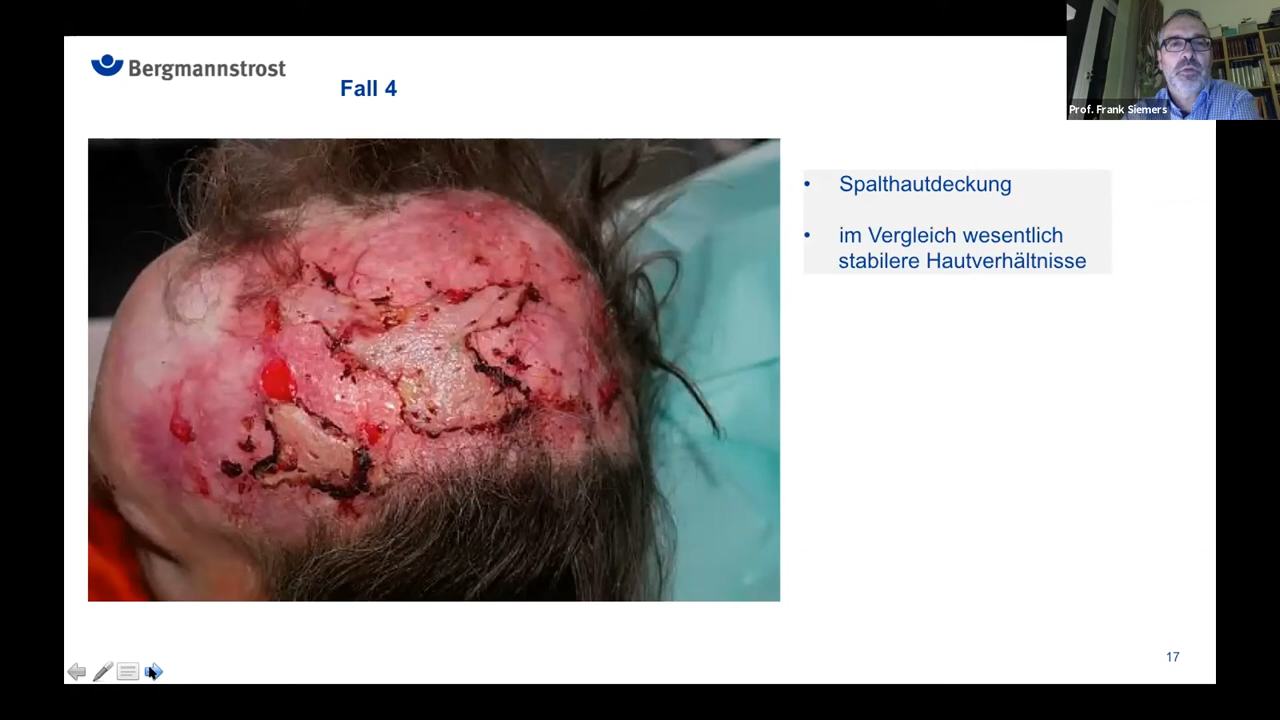 Bergmannstrost
Fall 4
Prof. Frank Siemers
• Spalthautdeckung
• im Vergleich wesentlich
stabilere Hautverhältnisse
17